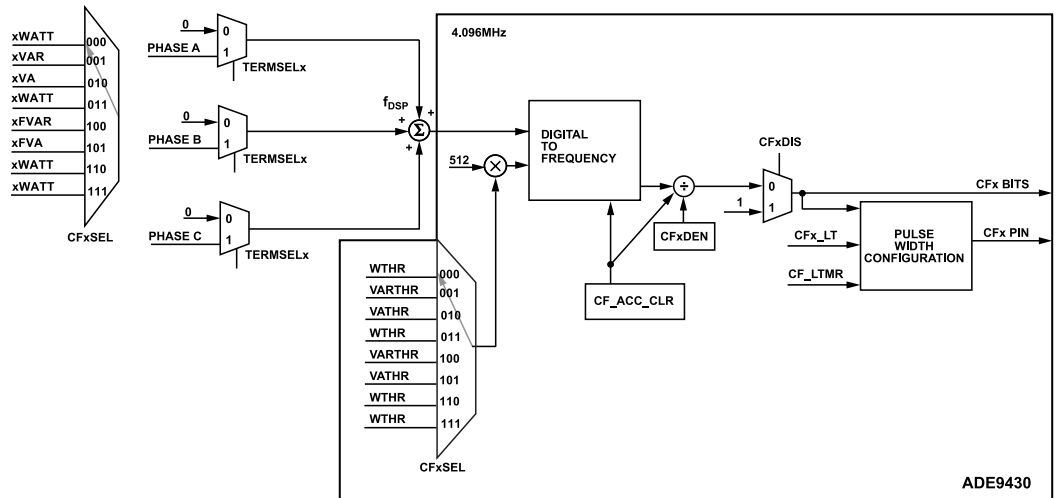 xWATT 000
xVAR 001
xVA 010
xWATT 011
xFVAR 100
xFVA 101
xWATT 110
xWATT 111
CFxSEL
0 0
PHASE A 1
TERMSELx
0 0
PHASE B 1
TERMSELx
0 0
PHASE C 1
TERMSELx
fDSP
+
+
+
Σ
+
4.096MHz
512
×
DIGITAL
TO
FREQUENCY
÷
CFxDEN
CF_ACC_CLR
CFxDIS
0
1 1
CFx BITS
CFx_LT
CF_LTMR
PULSE
WIDTH
CONFIGURATION
CFx PIN
WTHR 000
VARTHR 001
VATHR 010
WTHR 011
VARTHR 100
VATHR 101
WTHR 110
WTHR 111
CFxSEL
ADE9430